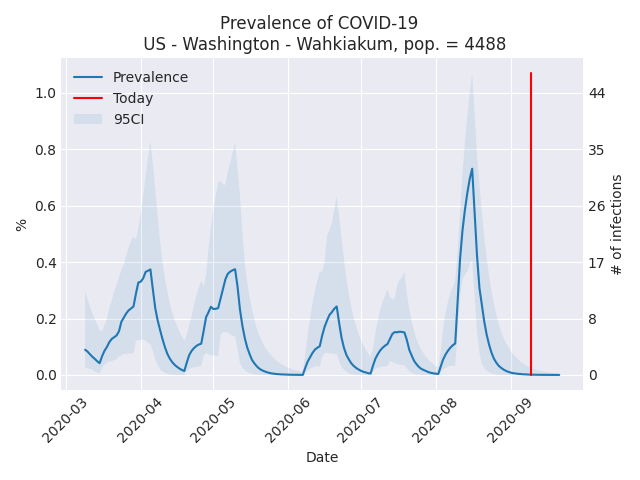 Prevalence of COVID-19
US - Washington - Wahkiakum, pop. = 4488
Prevalence
Today
95CI
1.0
0.8
0.6
0.4
0.2
0.0
%
44
35
26
17
8
0
# of infections
2020-03
2020-04
2020-05
2020-06
2020-07
2020-08
2020-09
Date